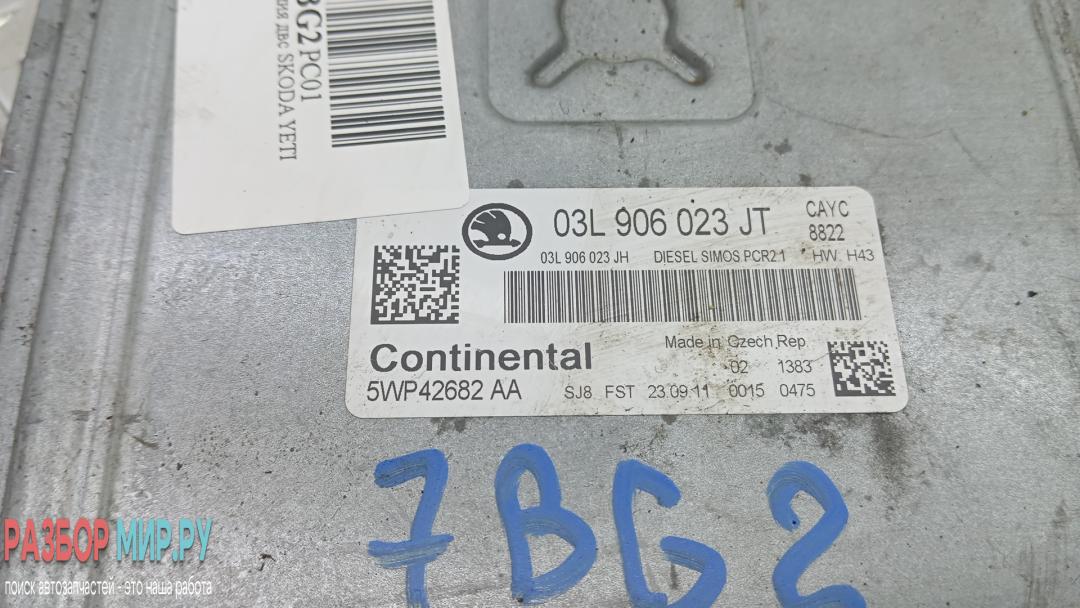 BG2 PC01
ДВС SKODA YETI
03L 906 023 JT
CAYC
8822
03L 906 023 JH DIESEL SIMOS PCR2.1 HW: H43
Continental
Made in Czech Rep.
02 1383
5WP42682 AA SJ8 FST 23.09.11 0015 0475
7BG2
РАЗБОР МИР.РУ
поиск автозапчастей - это наша работа